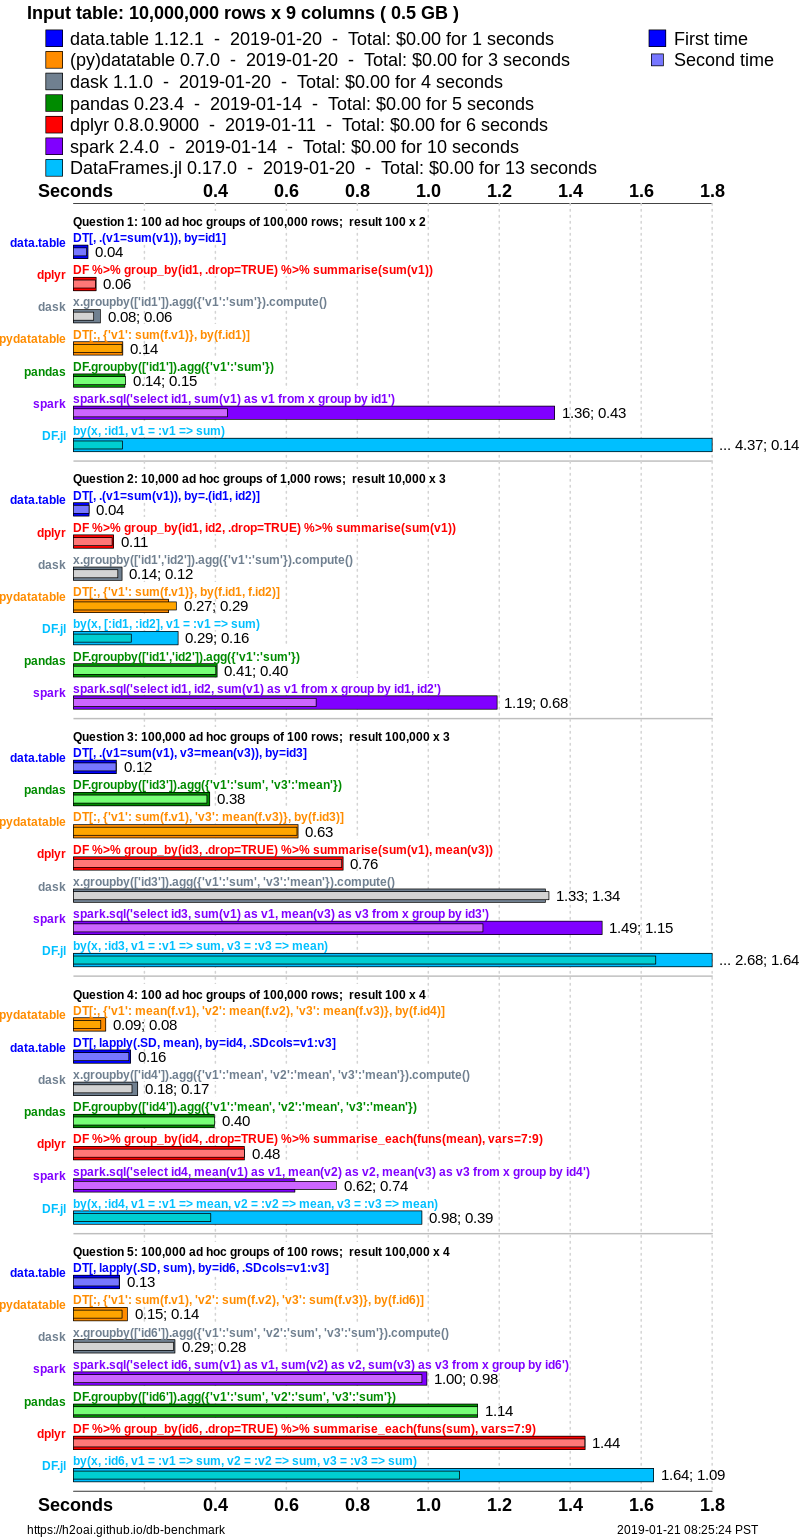 Input table: 10,000,000 rows x 9 columns ( 0.5 GB )
data.table 1.12.1 - 2019-01-20 - Total: $0.00 for 1 seconds
First time
(py)datatable 0.7.0 - 2019-01-20 - Total: $0.00 for 3 seconds
Second time
dask 1.1.0 - 2019-01-20 - Total: $0.00 for 4 seconds
pandas 0.23.4 - 2019-01-14 - Total: $0.00 for 5 seconds
dplyr 0.8.0.9000 - 2019-01-11 - Total: $0.00 for 6 seconds
spark 2.4.0 - 2019-01-14 - Total: $0.00 for 10 seconds
DataFrames.jl 0.17.0 - 2019-01-20 - Total: $0.00 for 13 seconds
Seconds 0.4 0.6 0.8 1.0 1.2 1.4 1.6 1.8
Question 1: 100 ad hoc groups of 100,000 rows; result 100 x 2
DT[, .(v1=sum(v1)), by=id1]
data.table 0.04
DF %>% group_by(id1, .drop=TRUE) %>% summarise(sum(v1))
dplyr 0.06
x.groupby(['id1']).agg({'v1':'sum'}).compute()
dask 0.08; 0.06
DT[:, {'v1': sum(f.v1)}, by(f.id1)]
pydatatable 0.14
DF.groupby(['id1']).agg({'v1':'sum'})
pandas 0.14; 0.15
spark.sql('select id1, sum(v1) as v1 from x group by id1')
spark 1.36; 0.43
by(x, :id1, v1 = :v1 => sum)
DF.jl ... 4.37; 0.14
Question 2: 10,000 ad hoc groups of 1,000 rows; result 10,000 x 3
DT[, .(v1=sum(v1)), by=.(id1, id2)]
data.table 0.04
DF %>% group_by(id1, id2, .drop=TRUE) %>% summarise(sum(v1))
dplyr 0.11
x.groupby(['id1','id2']).agg({'v1':'sum'}).compute()
dask 0.14; 0.12
DT[:, {'v1': sum(f.v1)}, by(f.id1, f.id2)]
pydatatable 0.27; 0.29
by(x, [:id1, :id2], v1 = :v1 => sum)
DF.jl 0.29; 0.16
DF.groupby(['id1','id2']).agg({'v1':'sum'})
pandas 0.41; 0.40
spark.sql('select id1, id2, sum(v1) as v1 from x group by id1, id2')
spark 1.19; 0.68
Question 3: 100,000 ad hoc groups of 100 rows; result 100,000 x 3
DT[, .(v1=sum(v1), v3=mean(v3)), by=id3]
data.table 0.12
DF.groupby(['id3']).agg({'v1':'sum', 'v3':'mean'})
pandas 0.38
DT[:, {'v1': sum(f.v1), 'v3': mean(f.v3)}, by(f.id3)]
pydatatable 0.63
DF %>% group_by(id3, .drop=TRUE) %>% summarise(sum(v1), mean(v3))
dplyr 0.76
x.groupby(['id3']).agg({'v1':'sum', 'v3':'mean'}).compute()
dask 1.33; 1.34
spark.sql('select id3, sum(v1) as v1, mean(v3) as v3 from x group by id3')
spark 1.49; 1.15
by(x, :id3, v1 = :v1 => sum, v3 = :v3 => mean)
DF.jl ... 2.68; 1.64
Question 4: 100 ad hoc groups of 100,000 rows; result 100 x 4
DT[:, {'v1': mean(f.v1), 'v2': mean(f.v2), 'v3': mean(f.v3)}, by(f.id4)]
pydatatable 0.09; 0.08
DT[, lapply(.SD, mean), by=id4, .SDcols=v1:v3]
data.table 0.16
x.groupby(['id4']).agg({'v1':'mean', 'v2':'mean', 'v3':'mean'}).compute()
dask 0.18; 0.17
DF.groupby(['id4']).agg({'v1':'mean', 'v2':'mean', 'v3':'mean'})
pandas 0.40
DF %>% group_by(id4, .drop=TRUE) %>% summarise_each(funs(mean), vars=7:9)
dplyr 0.48
spark.sql('select id4, mean(v1) as v1, mean(v2) as v2, mean(v3) as v3 from x group by id4')
spark 0.62; 0.74
by(x, :id4, v1 = :v1 => mean, v2 = :v2 => mean, v3 = :v3 => mean)
DF.jl 0.98; 0.39
Question 5: 100,000 ad hoc groups of 100 rows; result 100,000 x 4
DT[, lapply(.SD, sum), by=id6, .SDcols=v1:v3]
data.table 0.13
DT[:, {'v1': sum(f.v1), 'v2': sum(f.v2), 'v3': sum(f.v3)}, by(f.id6)]
pydatatable 0.15; 0.14
x.groupby(['id6']).agg({'v1':'sum', 'v2':'sum', 'v3':'sum'}).compute()
dask 0.29; 0.28
spark.sql('select id6, sum(v1) as v1, sum(v2) as v2, sum(v3) as v3 from x group by id6')
spark 1.00; 0.98
DF.groupby(['id6']).agg({'v1':'sum', 'v2':'sum', 'v3':'sum'})
pandas 1.14
DF %>% group_by(id6, .drop=TRUE) %>% summarise_each(funs(sum), vars=7:9)
dplyr 1.44
by(x, :id6, v1 = :v1 => sum, v2 = :v2 => sum, v3 = :v3 => sum)
DF.jl 1.64; 1.09
Seconds 0.4 0.6 0.8 1.0 1.2 1.4 1.6 1.8
https://h2oai.github.io/db-benchmark
2019-01-21 08:25:24 PST